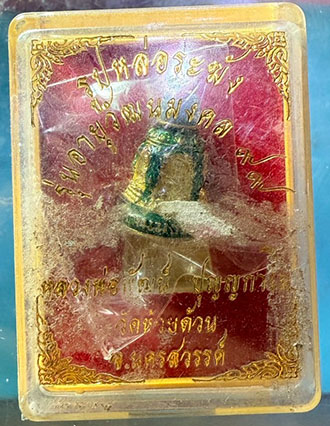 รูปหล่อระฆัง
รุ่นอายุวัฒนมงคล
หลวงพ่อพัฒน์ ปุญญกาโม
วัดห้วยด้วน
จ.นครสวรรค์